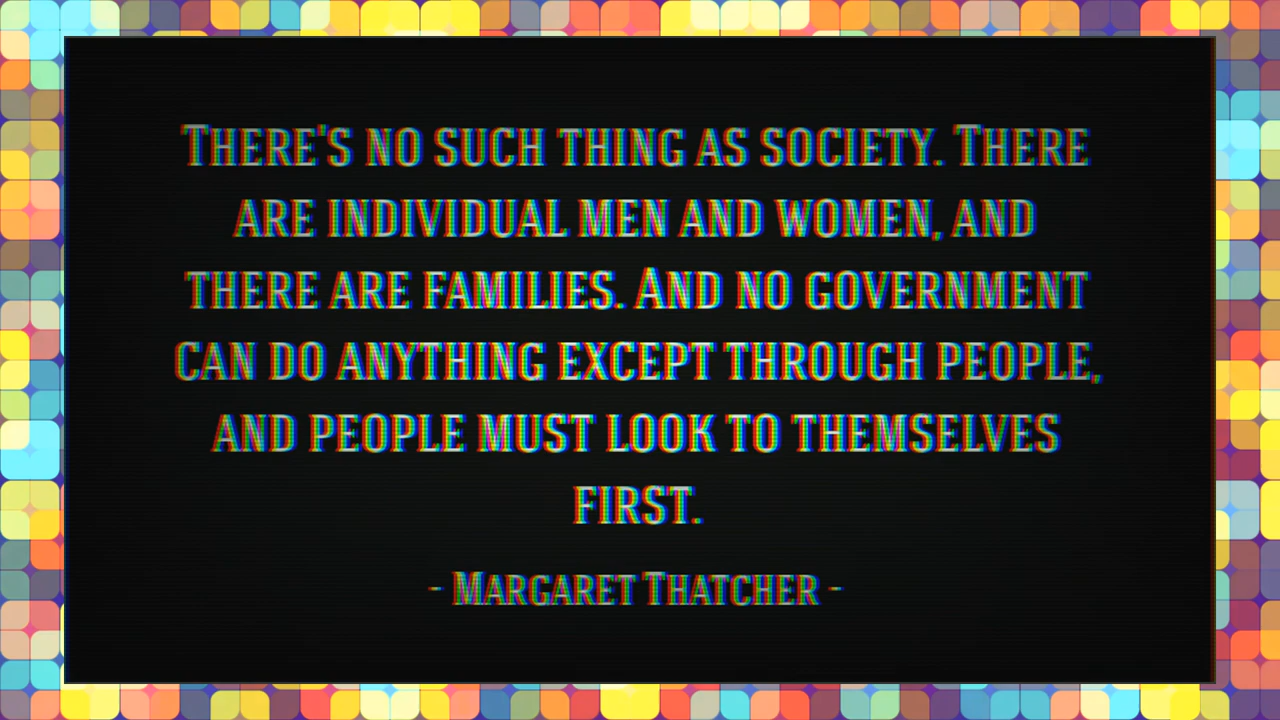 There's no such thing as society. There
are individual men and women, and
there are families. And no government
can do anything except through people,
and people must look to themselves
first.
- Margaret Thatcher -